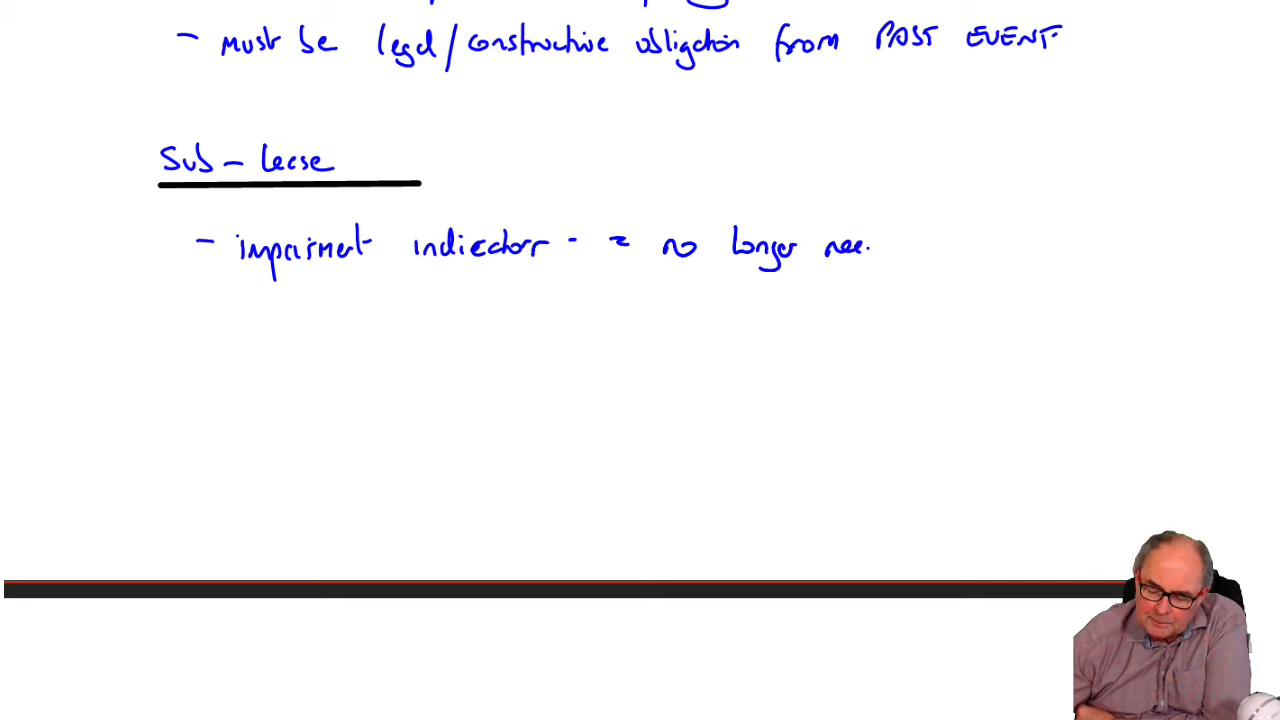 - must be legal/constructive obligation from PAST EVENT
Sub - lease
- impairment indicator - = no longer nee